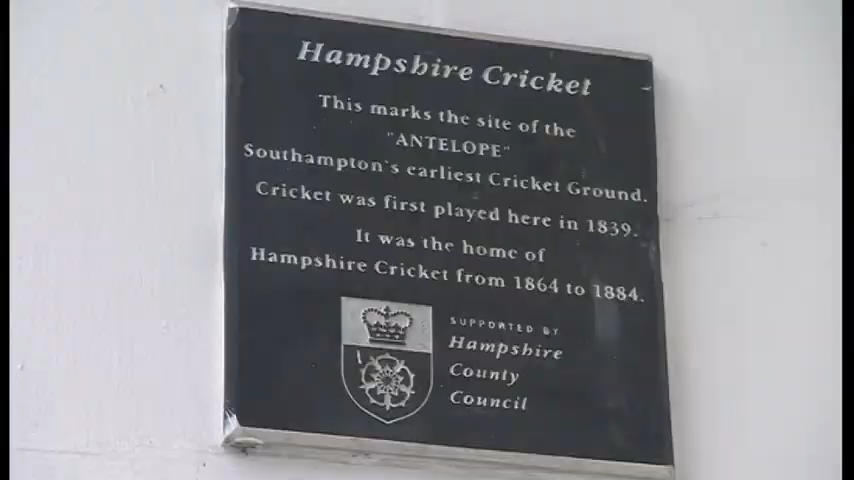 Hampshire Cricket
This marks the site of the
"ANTELOPE"
Southampton's earliest Cricket Ground.
Cricket was first played here in 1839.
It was the home of
Hampshire Cricket from 1864 to 1884.
SUPPORTED BY
Hampshire
County
Council